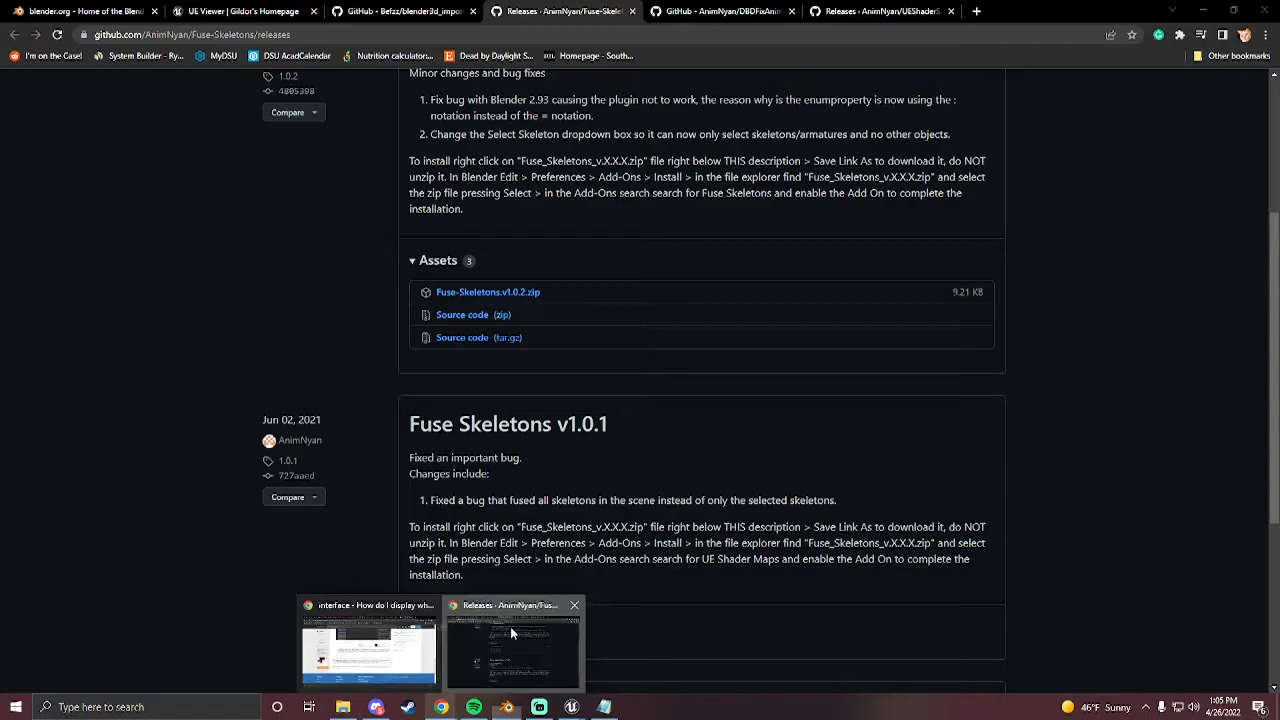 blender.org - Home of the Blend
UE Viewer | Gildor's Homepage
GitHub - Befzz/blender3d_impo
Releases · AnimNyan/Fuse-Skele
GitHub - AnimNyan/DBDFixAnim
Releases · AnimNyan/UEShader
github.com/AnimNyan/Fuse-Skeletons/releases
I'm on the Case!
System Builder - Ry...
MyDSU
DSU AcadCalendar
Nutrition calculator...
Dead by Daylight S...
Homepage - South...
Other bookmarks
1.0.2
4805398
Compare
Minor changes and bug fixes
1. Fix bug with Blender 2.93 causing the plugin not to work, the reason why is the enumproperty is now using the :
notation instead of the = notation.
2. Change the Select Skeleton dropdown box so it can now only select skeletons/armatures and no other objects.
To install right click on "Fuse_Skeletons_v.X.X.X.zip" file right below THIS description > Save Link As to download it, do NOT
unzip it. In Blender Edit > Preferences > Add-Ons > Install > in the file explorer find "Fuse_Skeletons_v.X.X.X.zip" and select
the zip file pressing Select > in the Add-Ons search search for Fuse Skeletons and enable the Add On to complete the
installation.
Assets 3
Fuse-Skeletons.v1.0.2.zip
9.21 KB
Source code (zip)
Source code (tar.gz)
Jun 02, 2021
AnimNyan
1.0.1
727aaed
Compare
Fuse Skeletons v1.0.1
Fixed an important bug.
Changes include:
1. Fixed a bug that fused all skeletons in the scene instead of only the selected skeletons.
To install right click on "Fuse_Skeletons_v.X.X.X.zip" file right below THIS description > Save Link As to download it, do NOT
unzip it. In Blender Edit > Preferences > Add-Ons > Install > in the file explorer find "Fuse_Skeletons_v.X.X.X.zip" and select
the zip file pressing Select > in the Add-Ons search search for UE Shader Maps and enable the Add On to complete the
installation.
interface - How do I display wh...
Releases · AnimNyan/Fus...
Type here to search
Sunny
1:05 PM
6